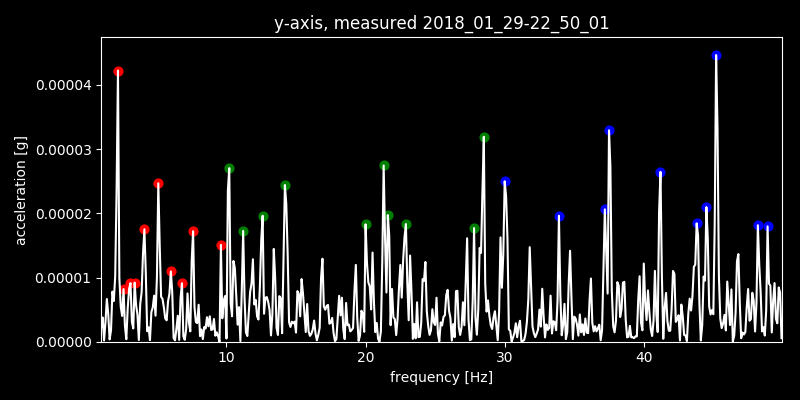 y-axis, measured 2018_01_29-22_50_01
acceleration [g]
0.00004
0.00003
0.00002
0.00001
0.00000
10 20 30 40
frequency [Hz]